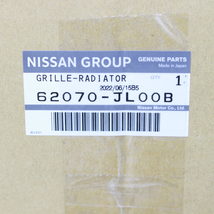 NISSAN GROUP
GENUINE PARTS
Made in Japan
GRILLE-RADIATOR
QTY
1
2022/06/15B5
62070-JL00B
Nissan Motor Co., Ltd.